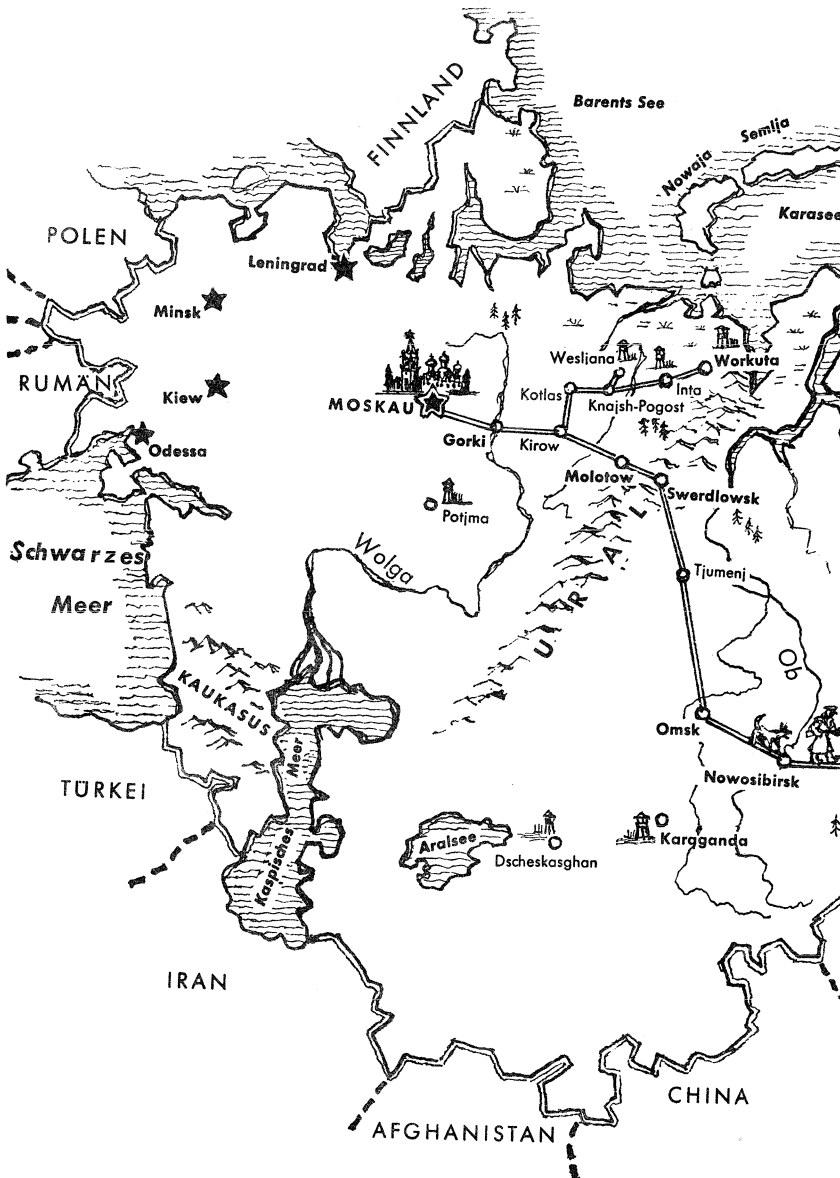 FINNLAND
Barents See
Nowaja Semlja
Karasee
POLEN
Leningrad
Minsk
Wesljana
Workuta
RUMÄN
Kiew
Kotlas
Inta
Knajsh-Pogost
MOSKAU
Gorki
Kirow
Odessa
Molotow
Swerdlowsk
Potjma
Schwarzes
Meer
Wolga
URAL
Tjumenj
Ob
KAUKASUS
Omsk
Nowosibirsk
TÜRKEI
Kaspisches Meer
Aralsee
Dscheskasghan
Karagganda
IRAN
CHINA
AFGHANISTAN